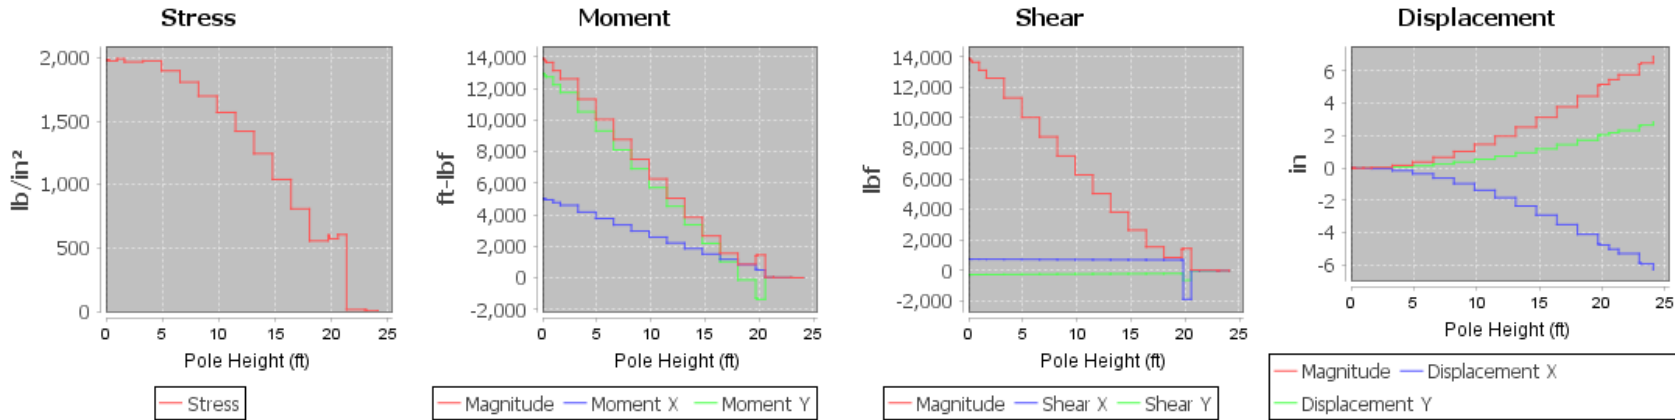 Stress
lb/in²
2,000
1,500
1,000
500
0
0 5 10 15 20 25
Pole Height (ft)
Stress
Moment
ft-lbf
14,000
12,000
10,000
8,000
6,000
4,000
2,000
0
-2,000
0 5 10 15 20 25
Pole Height (ft)
Magnitude Moment X Moment Y
Shear
lbf
14,000
12,000
10,000
8,000
6,000
4,000
2,000
0
-2,000
0 5 10 15 20 25
Pole Height (ft)
Magnitude Shear X Shear Y
Displacement
in
6
4
2
0
-2
-4
-6
0 5 10 15 20 25
Pole Height (ft)
Magnitude Displacement X
Displacement Y